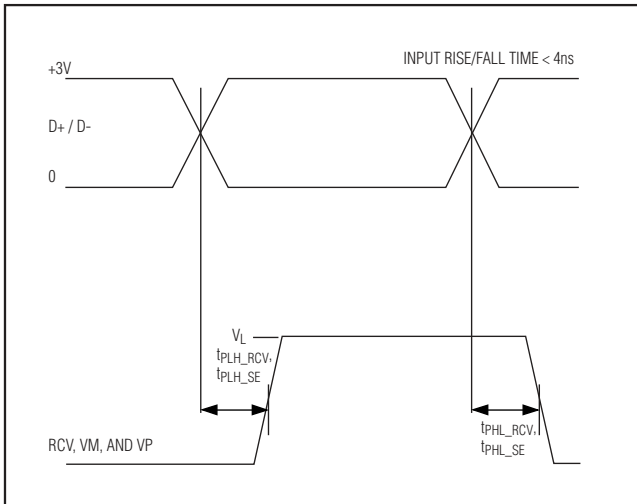 INPUT RISE/FALL TIME < 4ns
+3V
D+ / D-
0
VL
tPLH_RCV,
tPLH_SE
tPHL_RCV,
tPHL_SE
RCV, VM, AND VP